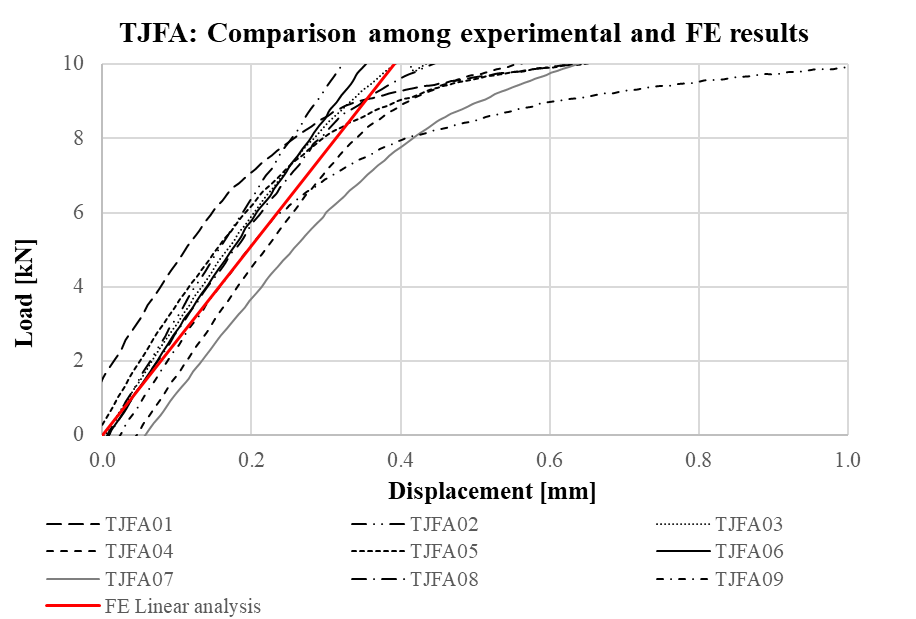 TJFA: Comparison among experimental and FE results
10
8
6
4
2
0
Load [kN]
0.0 0.2 0.4 0.6 0.8 1.0
Displacement [mm]
TJFA01 TJFA02 TJFA03
TJFA04 TJFA05 TJFA06
TJFA07 TJFA08 TJFA09
FE Linear analysis